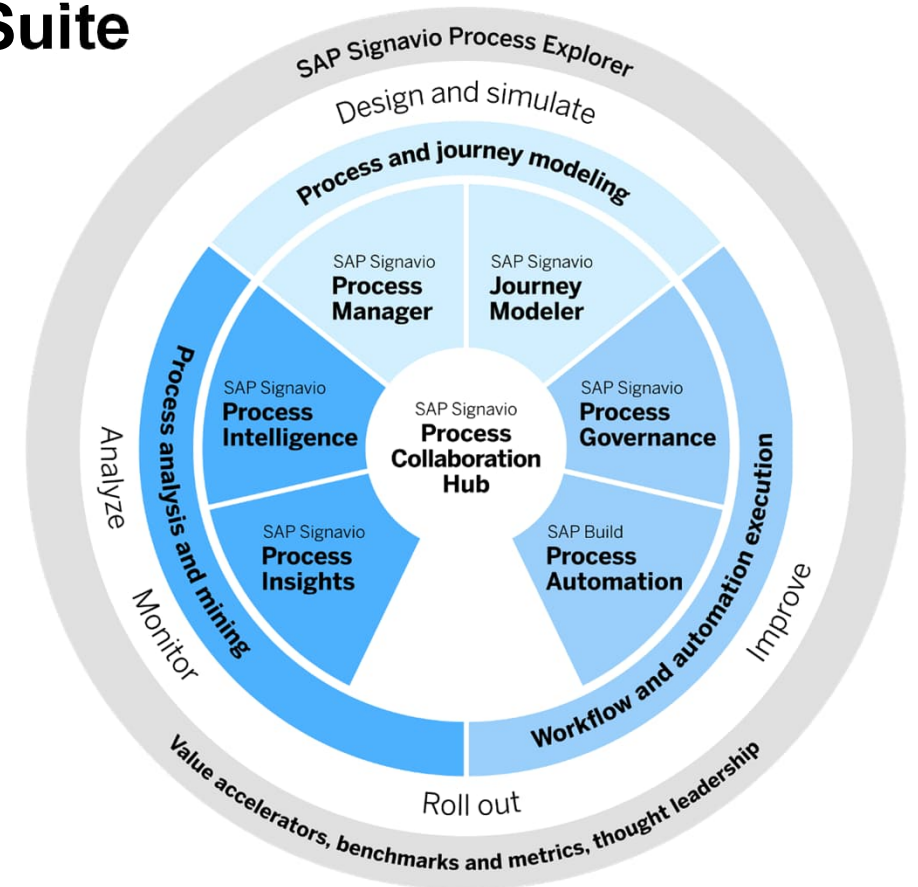 Suite
SAP Signavio Process Explorer
Design and simulate
Process and journey modeling
SAP Signavio
Process
Manager
SAP Signavio
Journey
Modeler
SAP Signavio
Process
Intelligence
SAP Signavio
Process
Collaboration
Hub
SAP Signavio
Process
Governance
SAP Signavio
Process
Insights
SAP Build
Process
Automation
Process analysis and mining
Workflow and automation execution
Analyze
Monitor
Improve
Roll out
Value accelerators, benchmarks and metrics, thought leadership